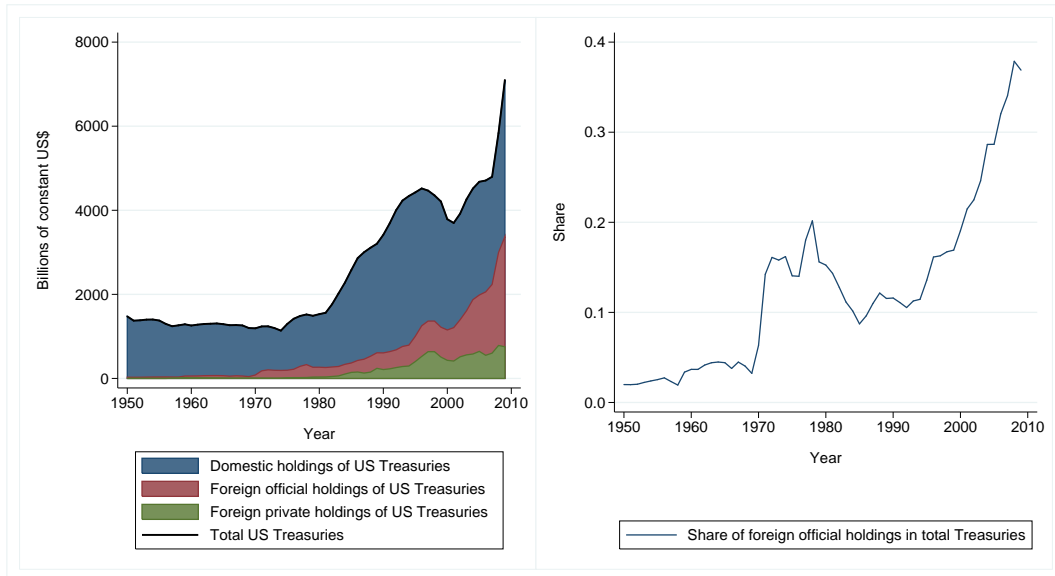 8000
6000
4000
2000
0
Billions of constant US$
1950 1960 1970 1980 1990 2000 2010
Year
Domestic holdings of US Treasuries
Foreign official holdings of US Treasuries
Foreign private holdings of US Treasuries
Total US Treasuries
0.4
0.3
0.2
0.1
0.0
Share
1950 1960 1970 1980 1990 2000 2010
Year
Share of foreign official holdings in total Treasuries